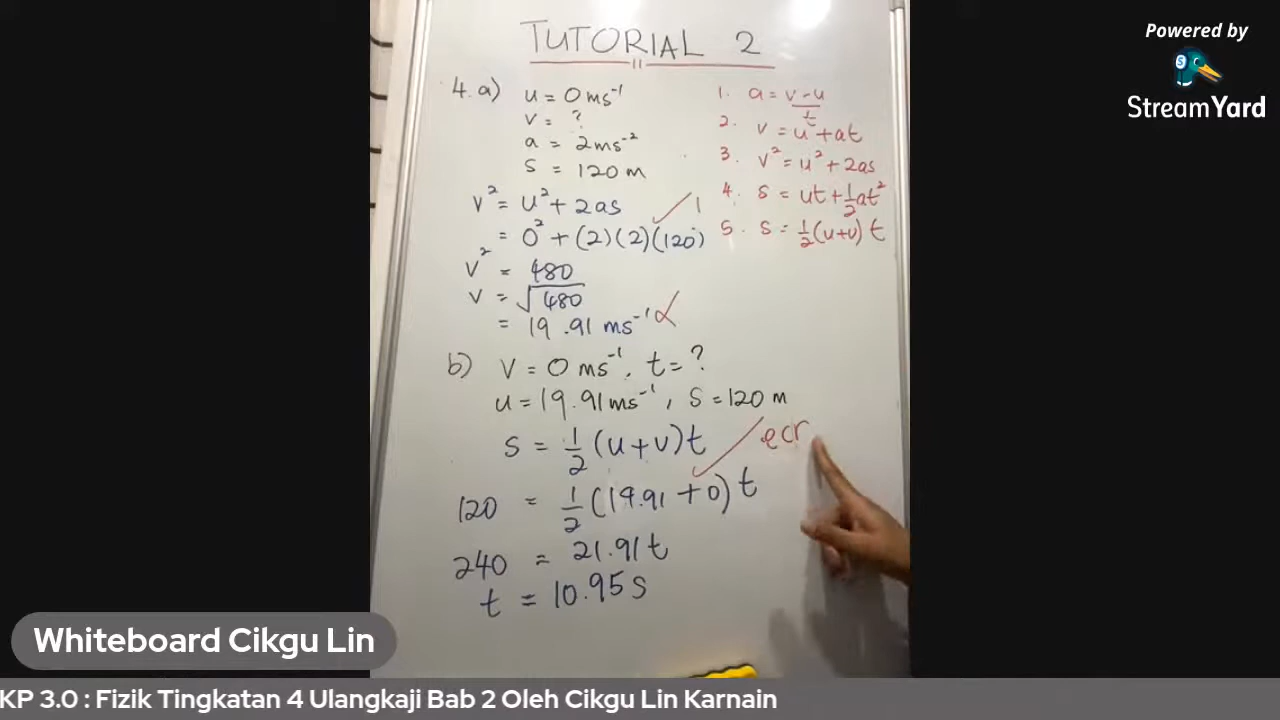 Powered by
StreamYard
TUTORIAL 2
4. a) u = 0 ms⁻¹
v = ?
a = 2 ms⁻²
s = 120 m
v² = u² + 2as
= 0² + (2)(2)(120) / 1
v² = 480
v = √480
= 19.91 ms⁻¹
1. a = v - u / t
2. v = u + at
3. v² = u² + 2as
4. s = ut + ½at²
5. s = ½(u+v) t
b) v = 0 ms⁻¹, t = ?
u = 19.91 ms⁻¹, s = 120 m
s = ½ (u + v) t
ecf
120 = ½ (19.91 + 0) t
240 = 21.91 t
t = 10.95 s
Whiteboard Cikgu Lin
KP 3.0 : Fizik Tingkatan 4 Ulangkaji Bab 2 Oleh Cikgu Lin Karnain